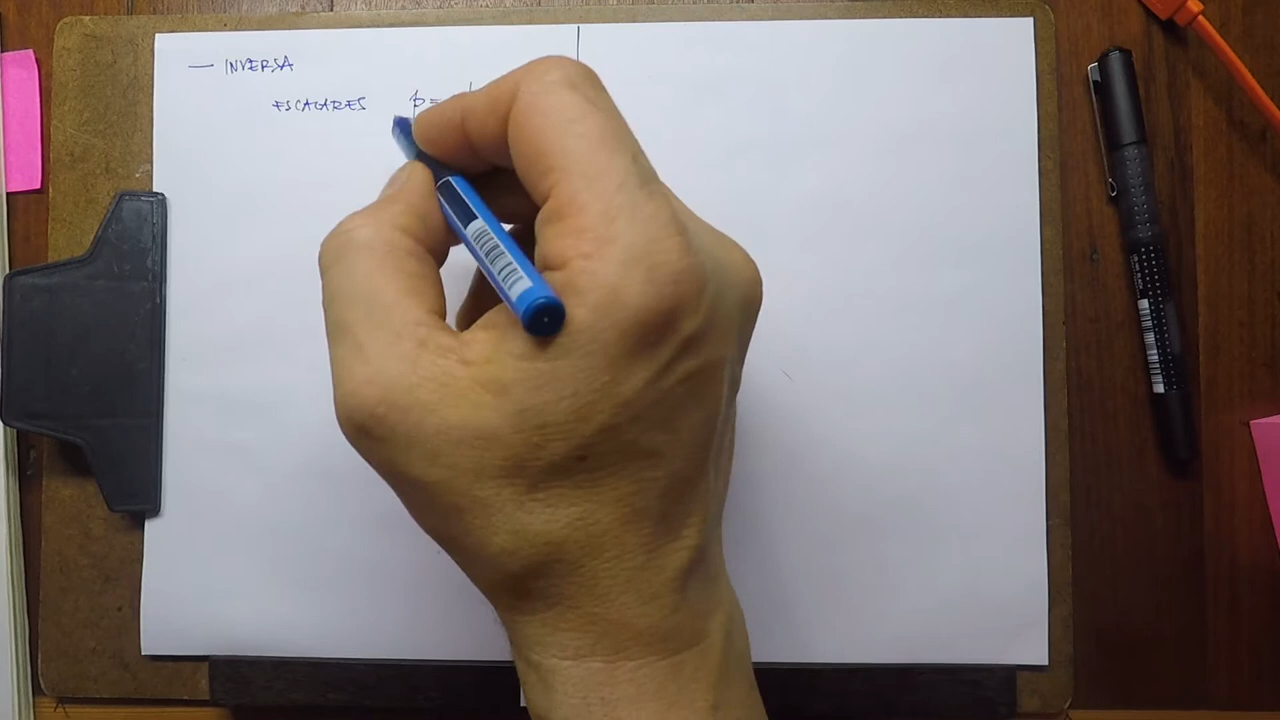 — INVERSA
ESCALARES p =